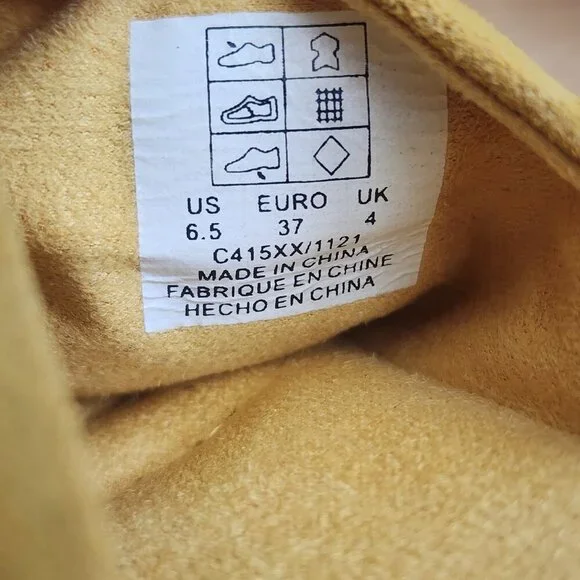 US EURO UK
6.5 37 4
C415XX/1121
MADE IN CHINA
FABRIQUE EN CHINE
HECHO EN CHINA